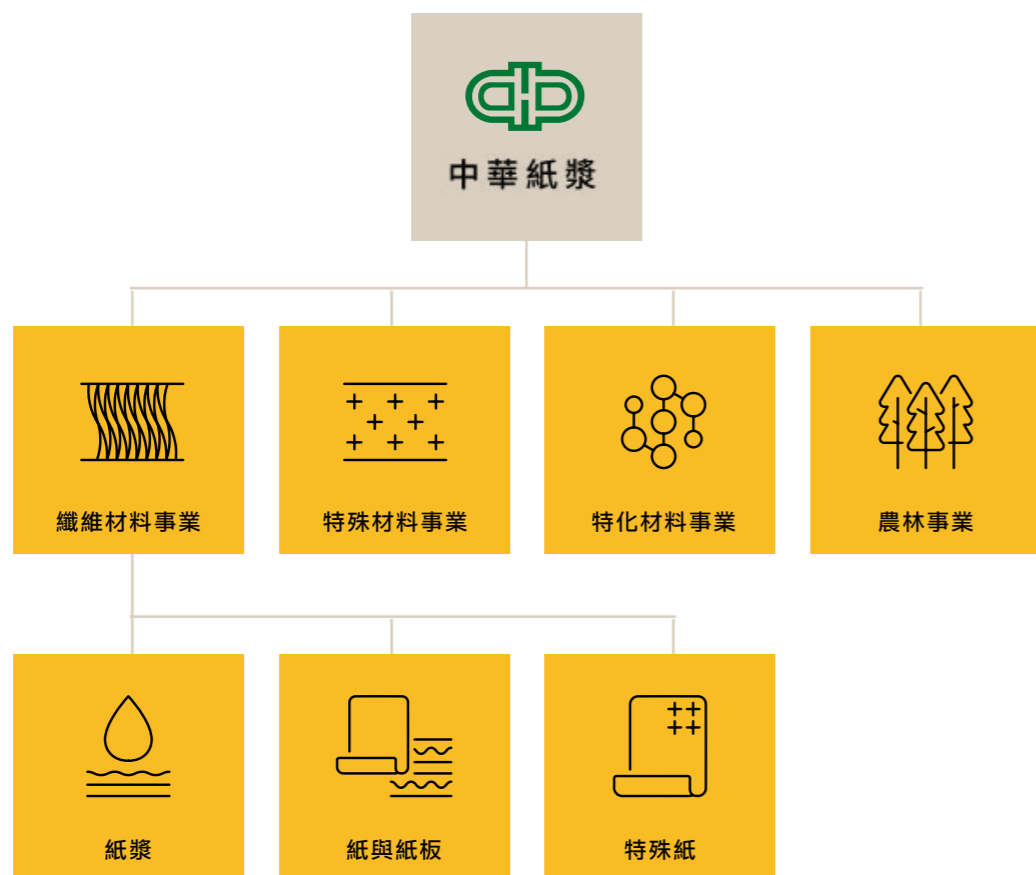 中華紙漿
纖維材料事業
特殊材料事業
特化材料事業
農林事業
紙漿
紙與紙板
特殊紙